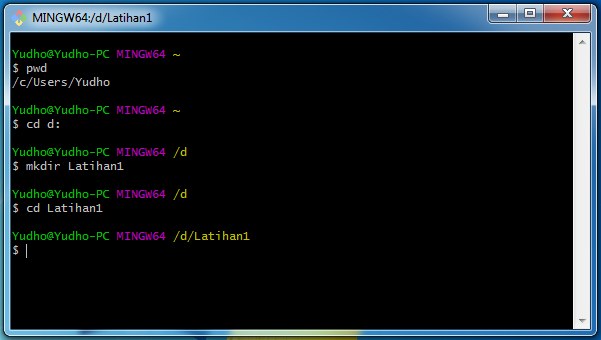 MINGW64:/d/Latihan1
Yudho@Yudho-PC MINGW64 ~
$ pwd
/c/Users/Yudho
Yudho@Yudho-PC MINGW64 ~
$ cd d:
Yudho@Yudho-PC MINGW64 /d
$ mkdir Latihan1
Yudho@Yudho-PC MINGW64 /d
$ cd Latihan1
Yudho@Yudho-PC MINGW64 /d/Latihan1
$